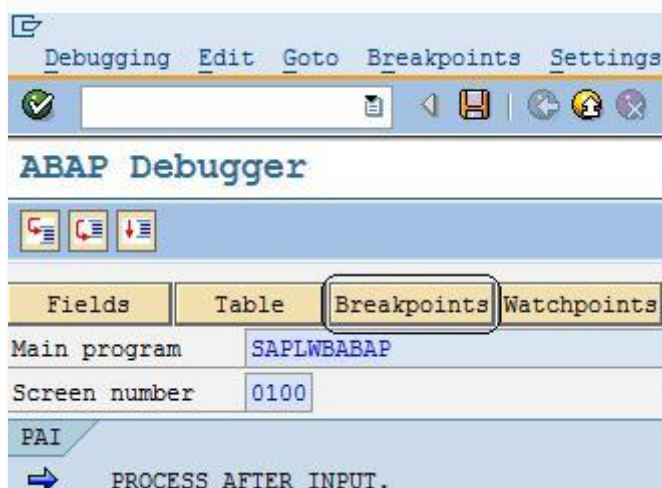 Debugging Edit Goto Breakpoints Settings
ABAP Debugger
Fields Table Breakpoints Watchpoints
Main program SAPLWBABAP
Screen number 0100
PAI
PROCESS AFTER INPUT.